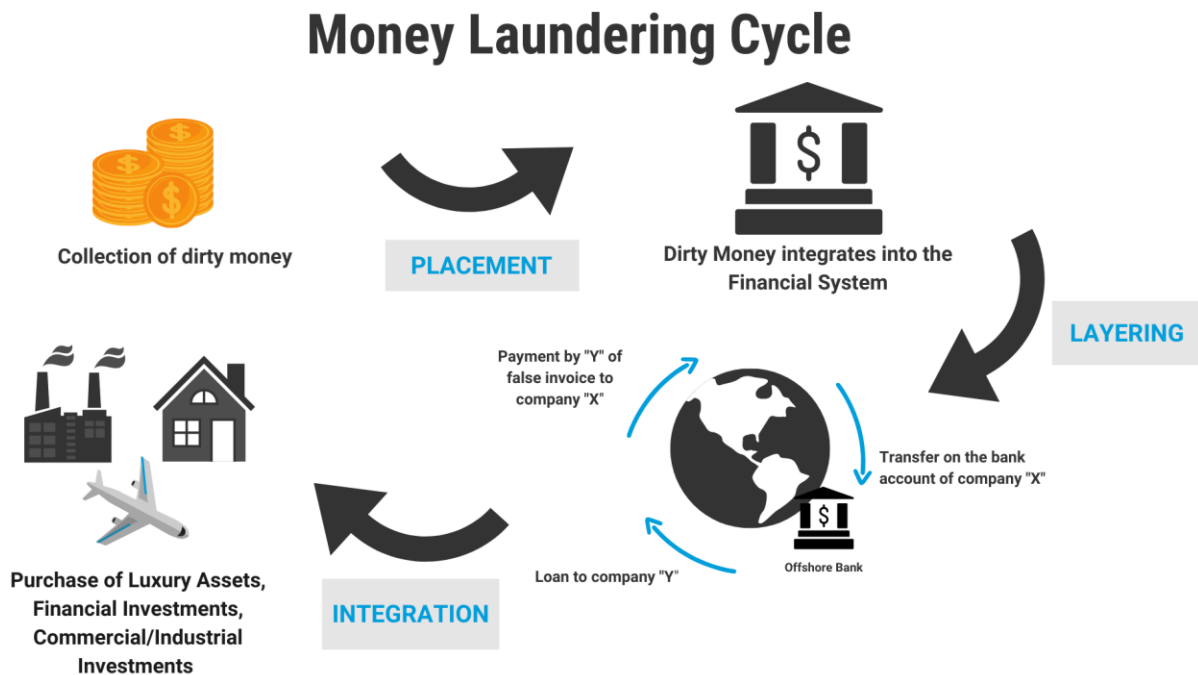 Money Laundering Cycle
Collection of dirty money
PLACEMENT
Dirty Money integrates into the
Financial System
LAYERING
Payment by "Y" of
false invoice to
company "X"
Transfer on the bank
account of company "X"
Offshore Bank
Loan to company "Y"
INTEGRATION
Purchase of Luxury Assets,
Financial Investments,
Commercial/Industrial
Investments